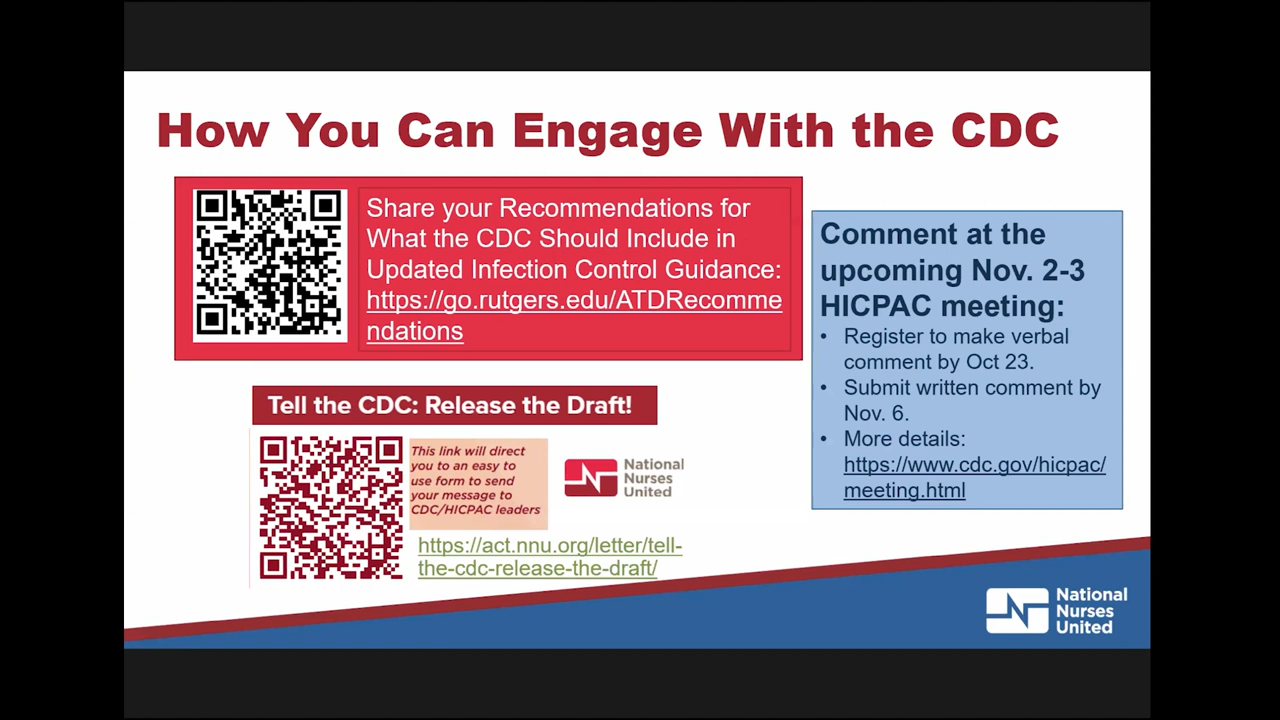 How You Can Engage With the CDC
Share your Recommendations for
What the CDC Should Include in
Updated Infection Control Guidance:
https://go.rutgers.edu/ATDRecomme
ndations
Comment at the
upcoming Nov. 2-3
HICPAC meeting:
• Register to make verbal
comment by Oct 23.
• Submit written comment by
Nov. 6.
• More details:
https://www.cdc.gov/hicpac/
meeting.html
Tell the CDC: Release the Draft!
This link will direct
you to an easy to
use form to send
your message to
CDC/HICPAC leaders
National
Nurses
United
https://act.nnu.org/letter/tell-
the-cdc-release-the-draft/
National
Nurses
United